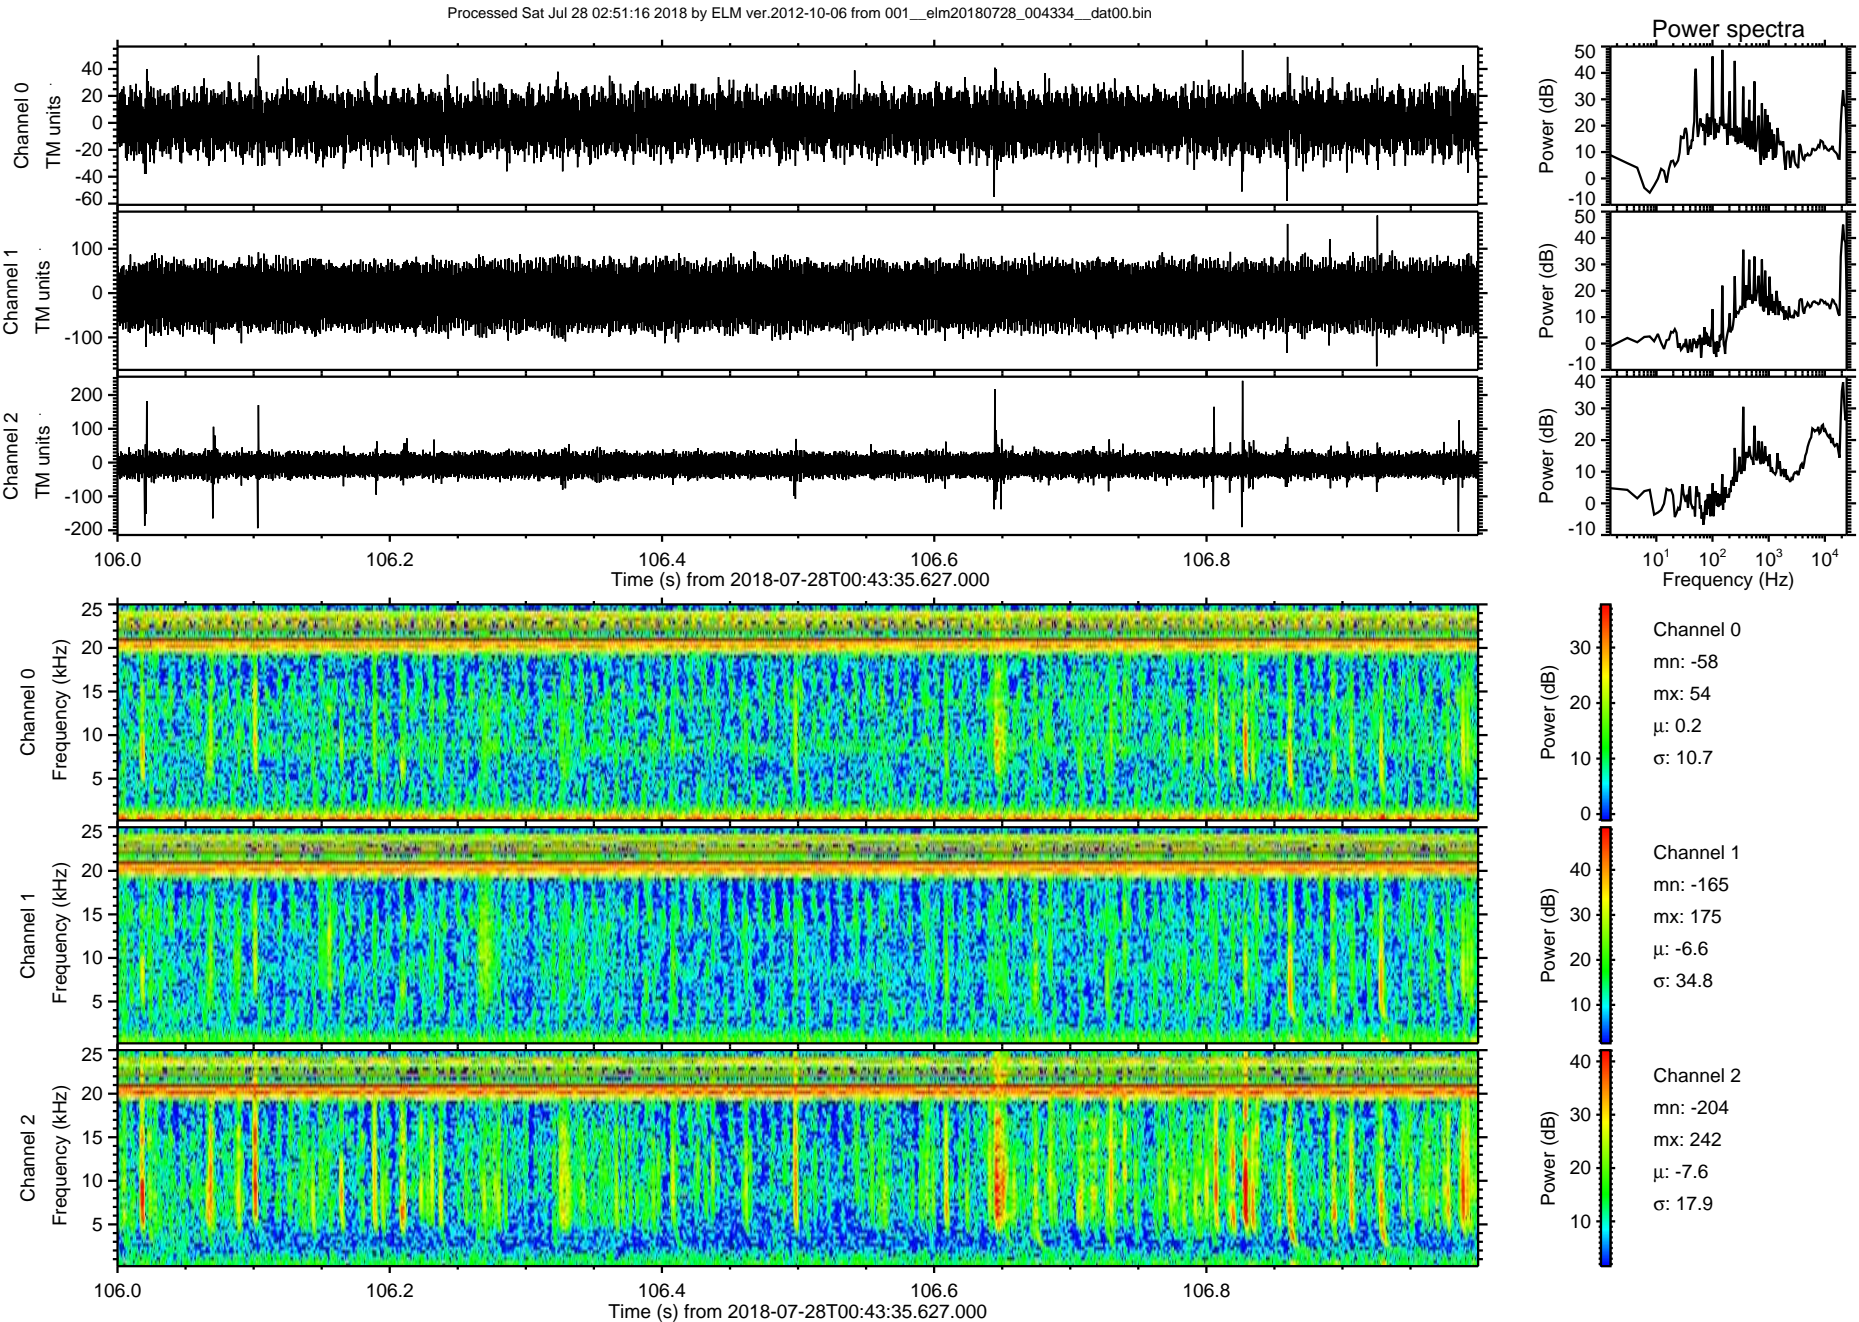 Processed Sat Jul 28 02:51:16 2018 by ELM ver.2012-10-06 from 001__elm20180728_004334__dat00.bin
Power spectra
Channel 0
TM units
40
20
0
-20
-40
-60
Power (dB)
50
40
30
20
10
0
-10
Channel 1
TM units
100
0
-100
Power (dB)
50
40
30
20
10
0
-10
Channel 2
TM units
200
100
0
-100
-200
Power (dB)
40
30
20
10
0
-10
106.0 106.2 106.4 106.6 106.8
Time (s) from 2018-07-28T00:43:35.627.000
10¹ 10² 10³ 10⁴
Frequency (Hz)
Channel 0
Frequency (kHz)
25
20
15
10
5
Power (dB)
30
20
10
0
Channel 0
mn: -58
mx: 54
μ: 0.2
σ: 10.7
Channel 1
Frequency (kHz)
25
20
15
10
5
Power (dB)
40
30
20
10
Channel 1
mn: -165
mx: 175
μ: -6.6
σ: 34.8
Channel 2
Frequency (kHz)
25
20
15
10
5
Power (dB)
40
30
20
10
Channel 2
mn: -204
mx: 242
μ: -7.6
σ: 17.9
106.0 106.2 106.4 106.6 106.8
Time (s) from 2018-07-28T00:43:35.627.000